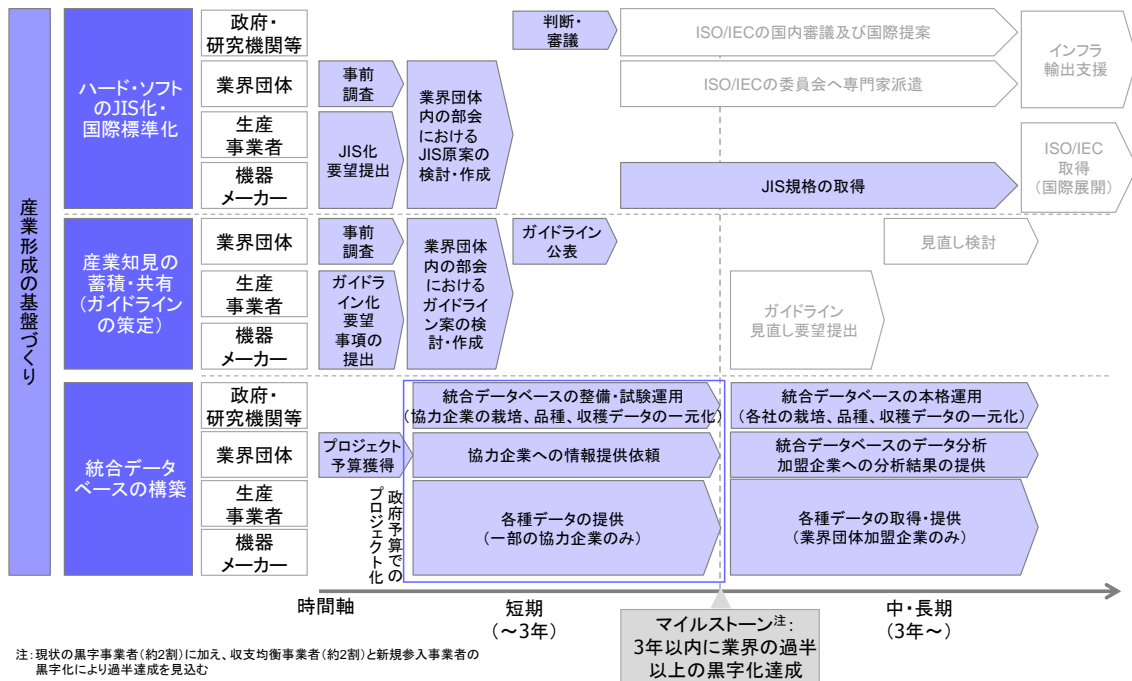 産業形成の基盤づくり
ハード・ソフト
のJIS化・
国際標準化
政府・
研究機関等
業界団体
生産
事業者
機器
メーカー
事前
調査
JIS化
要望提出
業界団体
内の部会
における
JIS原案の
検討・作成
判断・
審議
ISO/IECの国内審議及び国際提案
ISO/IECの委員会へ専門家派遣
JIS規格の取得
インフラ
輸出支援
ISO/IEC
取得
(国際展開)
産業知見の
蓄積・共有
(ガイドライン
の策定)
業界団体
生産
事業者
機器
メーカー
事前
調査
ガイドラ
イン化
要望
事項の
提出
業界団体
内の部会
における
ガイドラ
イン案の検
討・作成
ガイドライン
公表
ガイドライン
見直し要望提出
見直し検討
統合データ
ベースの構築
政府・
研究機関等
業界団体
生産
事業者
機器
メーカー
プロジェクト
予算獲得
政府予算での
プロジェクト化
統合データベースの整備・試験運用
(協力企業の栽培、品種、収穫データの一元化)
協力企業への情報提供依頼
各種データの提供
(一部の協力企業のみ)
統合データベースの本格運用
(各社の栽培、品種、収穫データの一元化)
統合データベースのデータ分析
加盟企業への分析結果の提供
各種データの取得・提供
(業界団体加盟企業のみ)
時間軸
短期
(～3年)
マイルストーン注:
3年以内に業界の過半
以上の黒字化達成
中・長期
(3年～)
注:現状の黒字事業者(約2割)に加え、収支均衡事業者(約2割)と新規参入事業者の
黒字化により過半達成を見込む